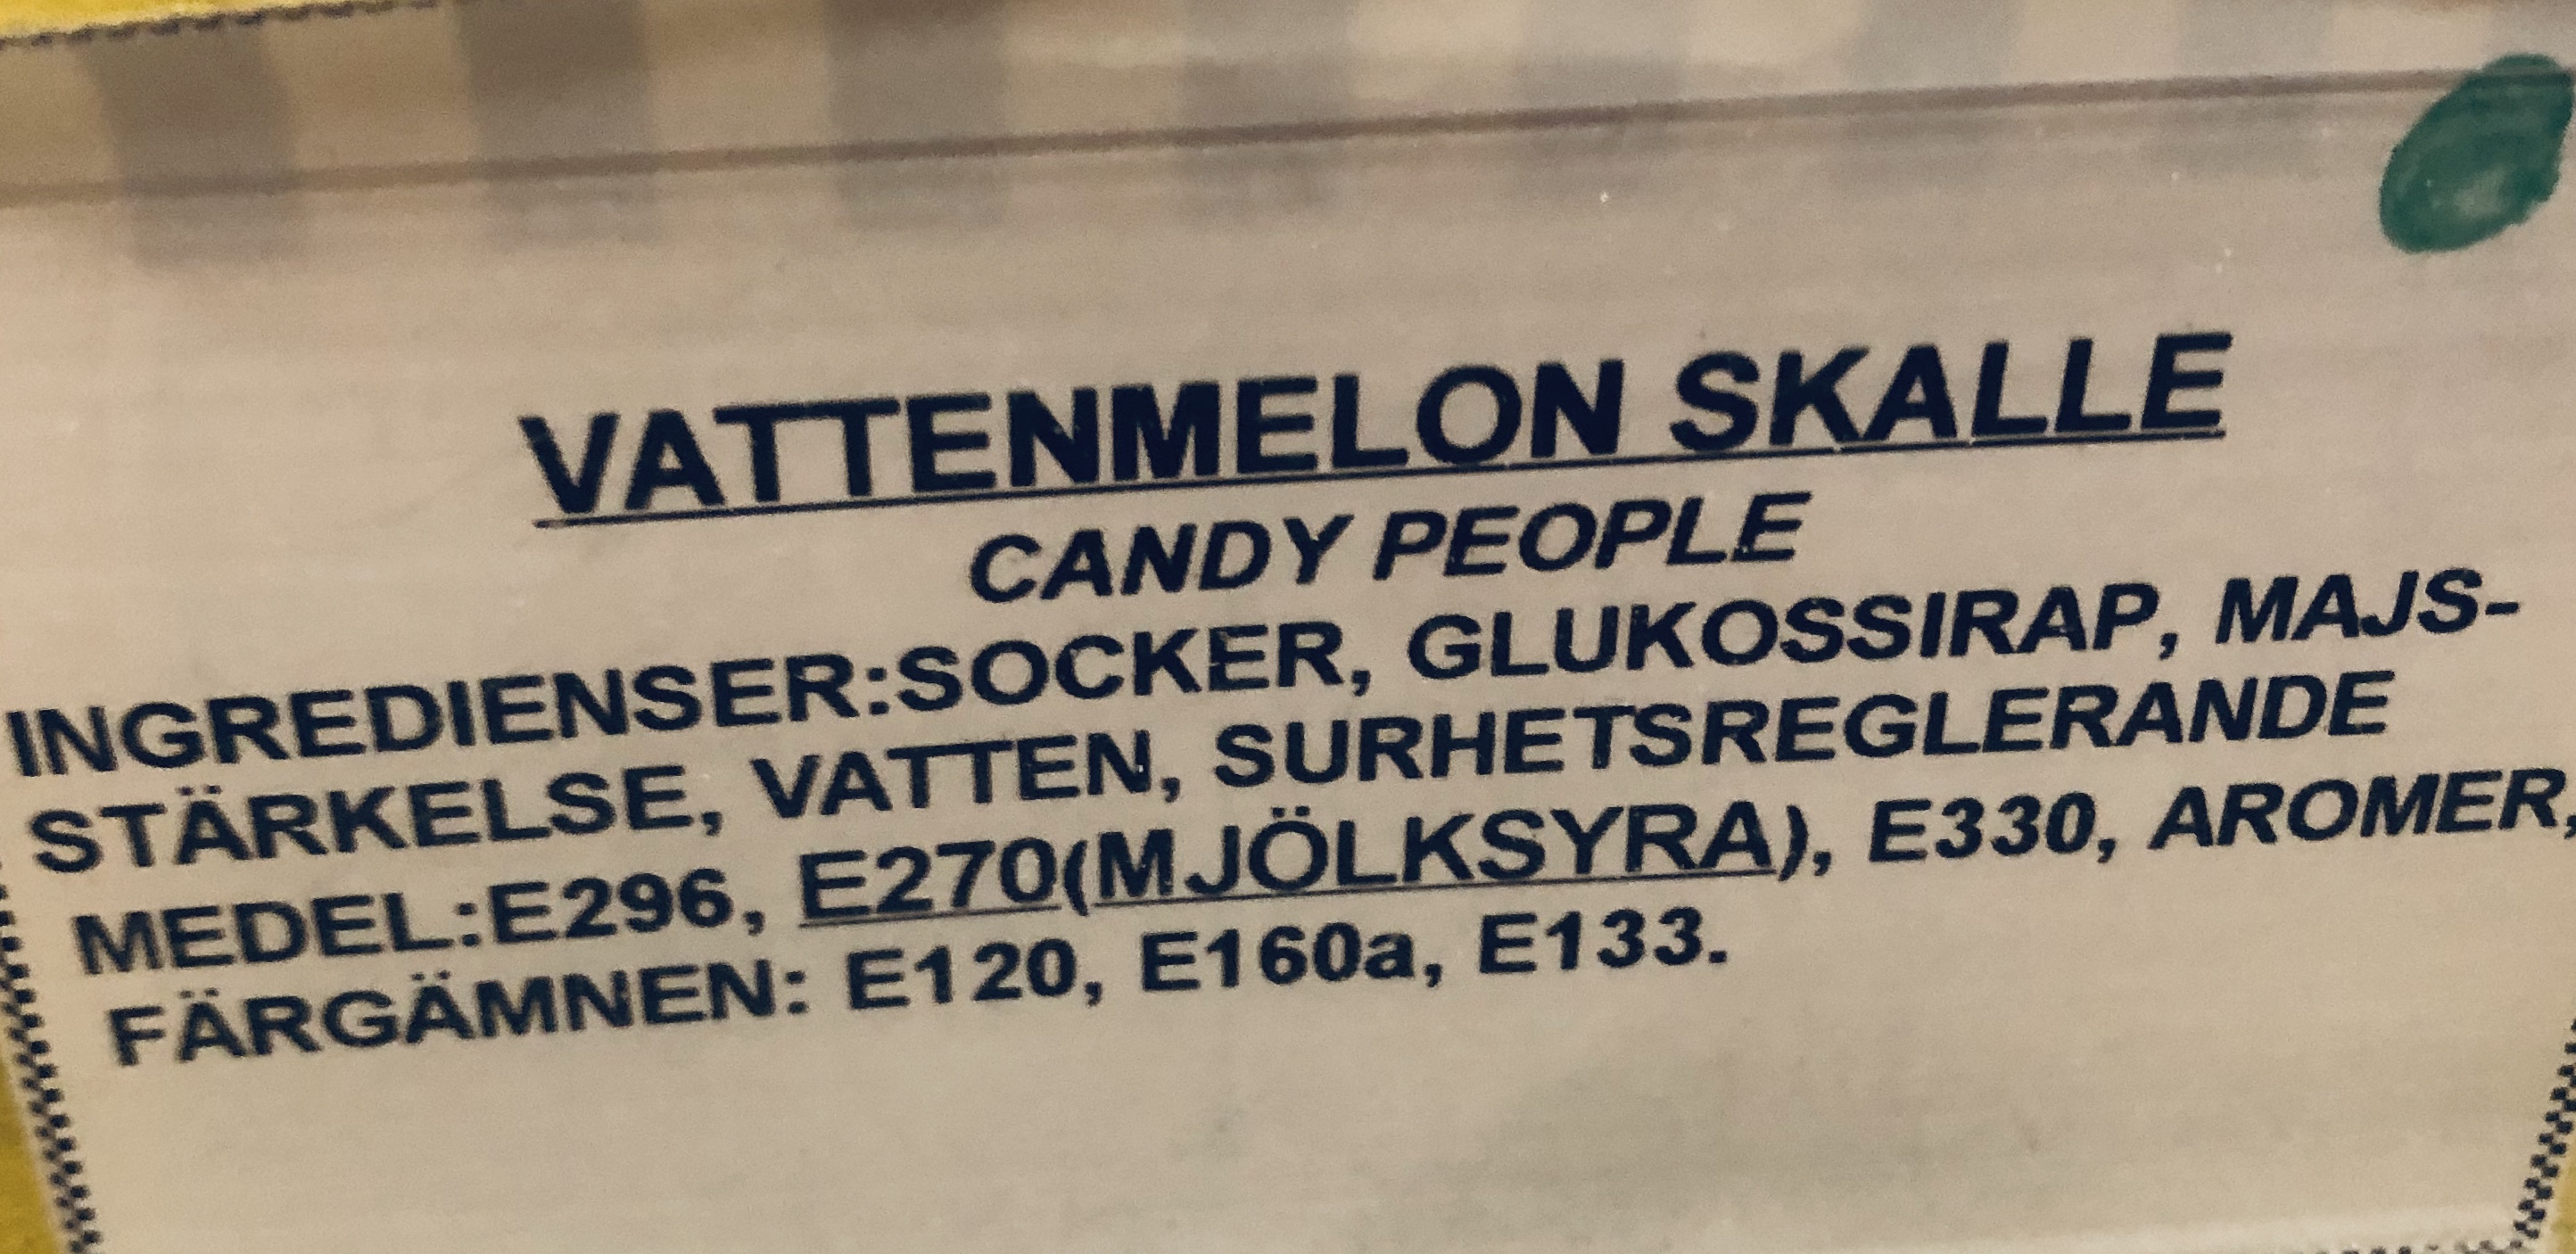 VATTENMELON SKALLE
CANDY PEOPLE
INGREDIENSER:SOCKER, GLUKOSSIRAP, MAJS-
STÄRKELSE, VATTEN, SURHETSREGLERANDE
MEDEL:E296, E270(MJÖLKSYRA), E330, AROMER,
FÄRGÄMNEN: E120, E160a, E133.